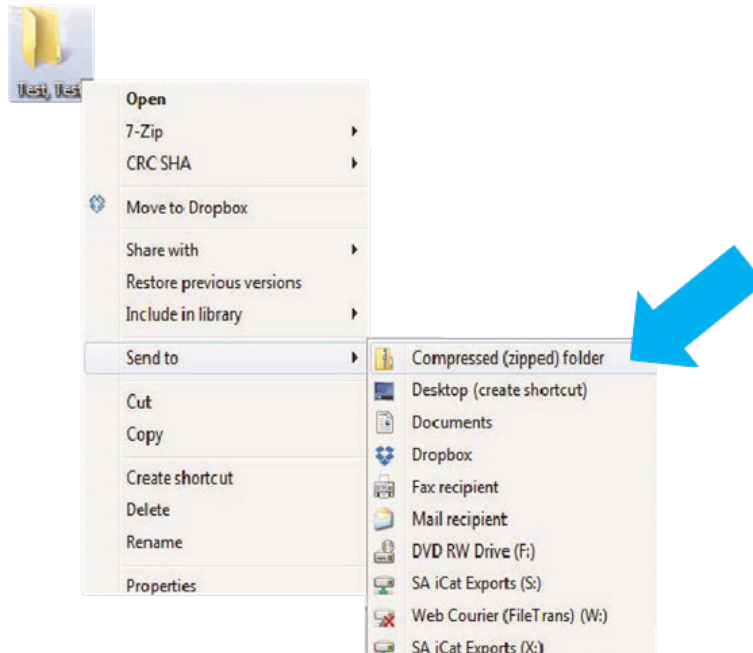 Test, Test
Open
7-Zip
CRC SHA
Move to Dropbox
Share with
Restore previous versions
Include in library
Send to
Cut
Copy
Create shortcut
Delete
Rename
Properties
Compressed (zipped) folder
Desktop (create shortcut)
Documents
Dropbox
Fax recipient
Mail recipient
DVD RW Drive (F:)
SA iCat Exports (S:)
Web Courier (FileTrans) (W:)
SA iCat Exports (X:)